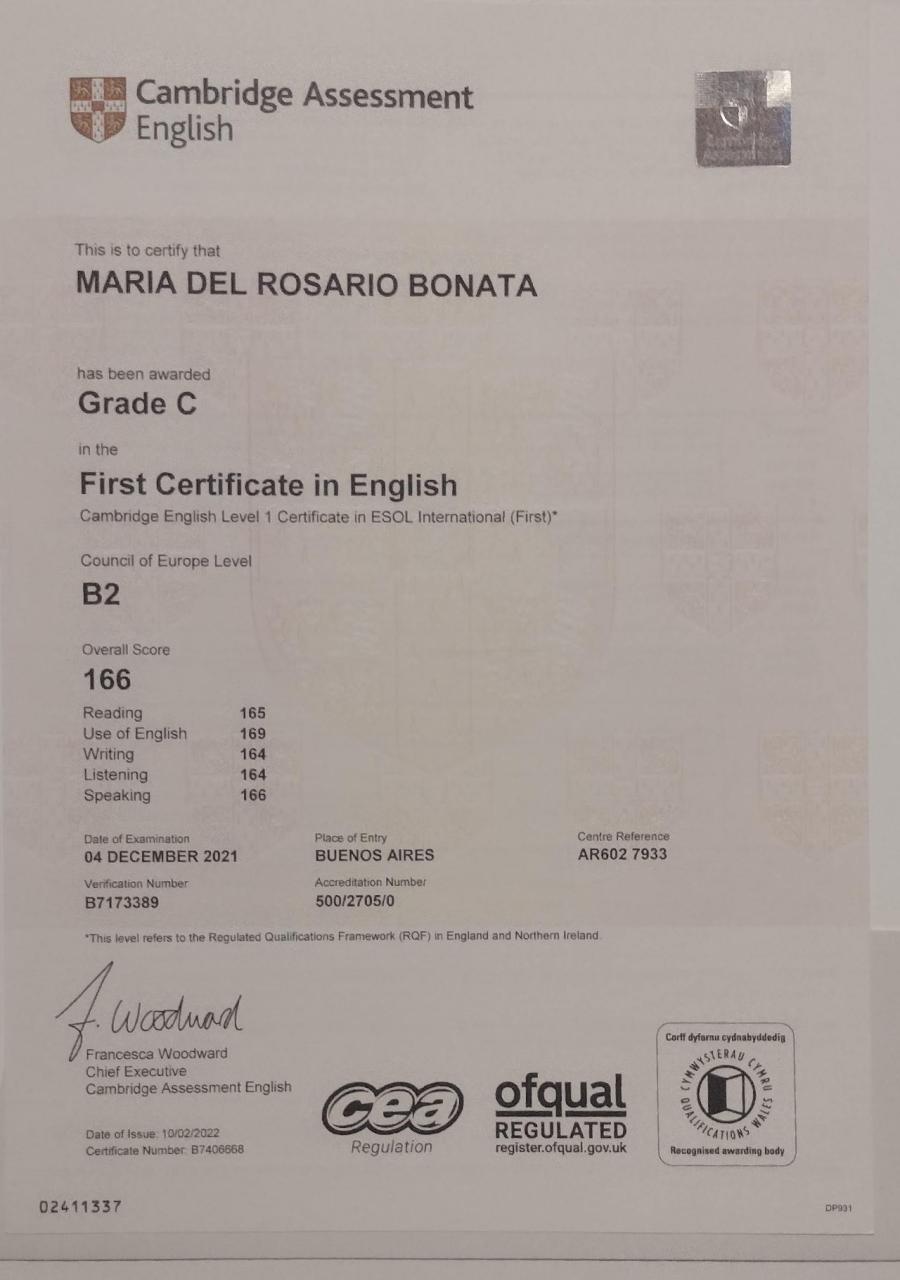 Cambridge Assessment
English
This is to certify that
MARIA DEL ROSARIO BONATA
has been awarded
Grade C
in the
First Certificate in English
Cambridge English Level 1 Certificate in ESOL International (First)*
Council of Europe Level
B2
Overall Score
166
Reading 165
Use of English 169
Writing 164
Listening 164
Speaking 166
Date of Examination Place of Entry Centre Reference
04 DECEMBER 2021 BUENOS AIRES AR602 7933
Verification Number Accreditation Number
B7173389 500/2705/0
*This level refers to the Regulated Qualifications Framework (RQF) in England and Northern Ireland.
F. Woodward
Francesca Woodward
Chief Executive
Cambridge Assessment English
Date of Issue: 10/02/2022
Certificate Number: B7406668
cea
Regulation
ofqual
REGULATED
register.ofqual.gov.uk
Corff dyfarnu cydnabyddedig
CYMWYSTERAU CYMRU
QUALIFICATIONS WALES
Recognised awarding body
02411337
DP931